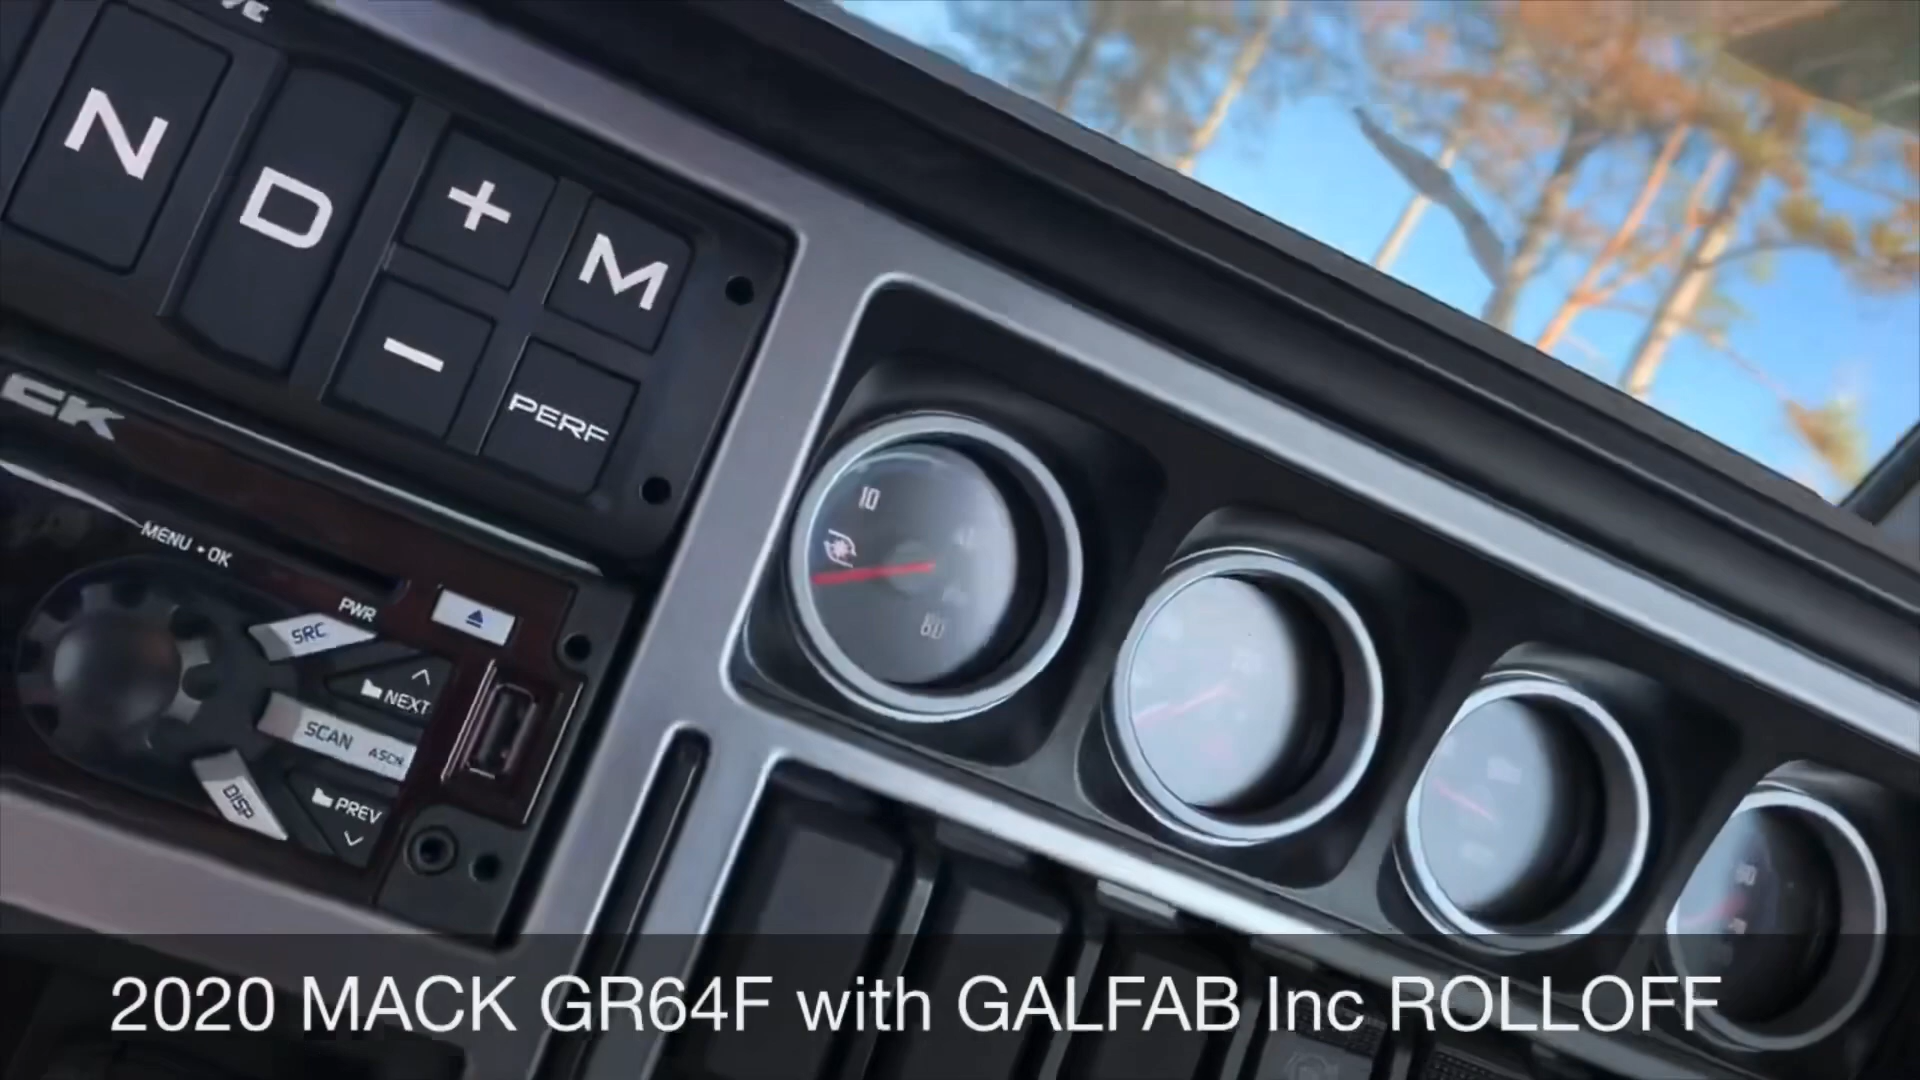 N
D
+
M
-
PERF
CK
MENU • OK
PWR
SRC
NEXT
SCAN ASCN
DISP
PREV
10
60
2020 MACK GR64F with GALFAB Inc ROLLOFF